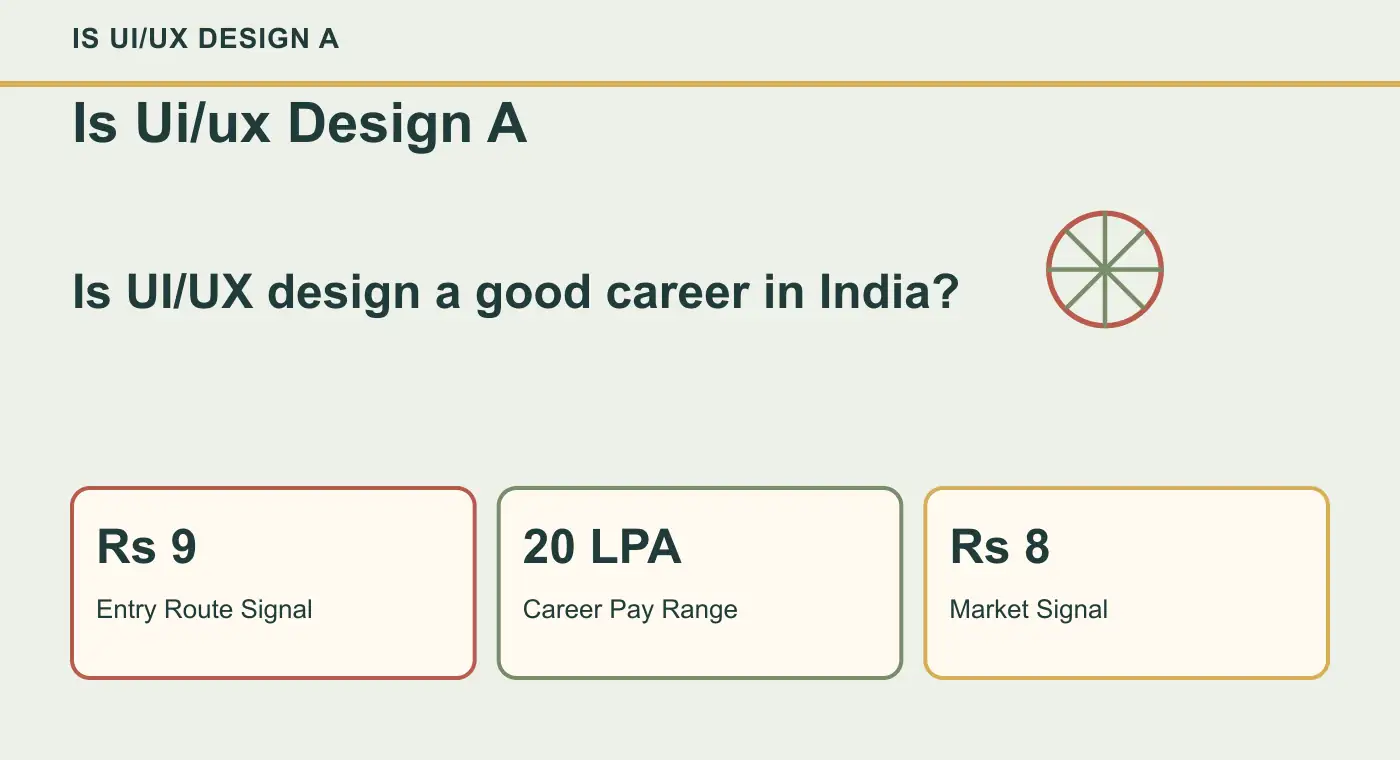 IS UI/UX DESIGN A
Is Ui/ux Design A
Is UI/UX design a good career in India?
Rs 9
Entry Route Signal
20 LPA
Career Pay Range
Rs 8
Market Signal